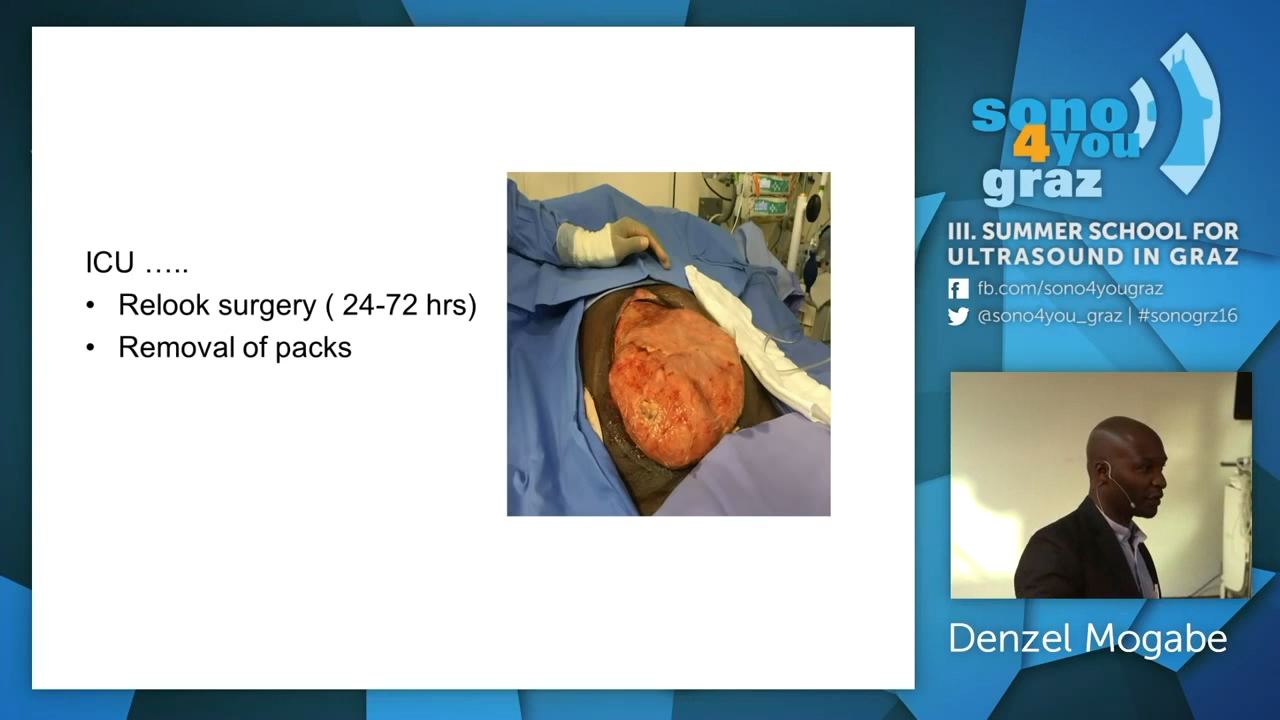 ICU …..
• Relook surgery ( 24-72 hrs)
• Removal of packs
sono
4you
graz
III. SUMMER SCHOOL FOR
ULTRASOUND IN GRAZ
fb.com/sono4yougraz
@sono4you_graz | #sonogrz16
Denzel Mogabe